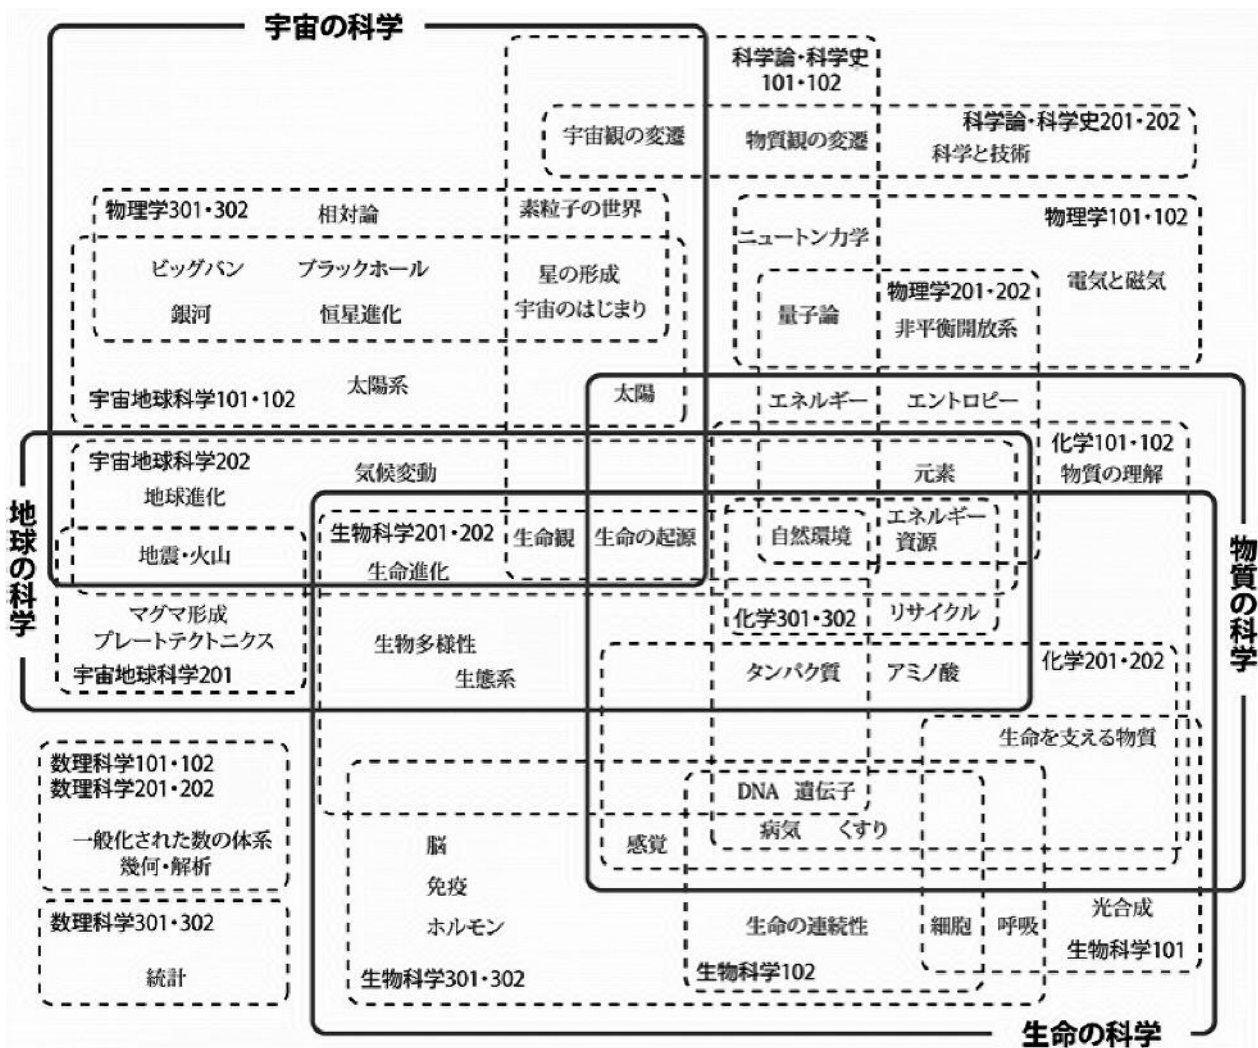 宇宙の科学
科学論・科学史
101・102
宇宙観の変遷
物質観の変遷
科学論・科学史201・202
科学と技術
物理学301・302
相対論
素粒子の世界
物理学101・102
ニュートン力学
ビッグバン
ブラックホール
星の形成
電気と磁気
物理学201・202
銀河
恒星進化
宇宙のはじまり
量子論
非平衡開放系
太陽系
太陽
宇宙地球科学101・102
エネルギー
エントロピー
宇宙地球科学202
気候変動
元素
化学101・102
物質の理解
地球進化
地球の科学
生物科学201・202
生命観
生命の起源
自然環境
エネルギー
資源
物質の科学
地震・火山
生命進化
マグマ形成
プレートテクトニクス
宇宙地球科学201
化学301・302
リサイクル
生物多様性
生態系
タンパク質
アミノ酸
化学201・202
生命を支える物質
数理科学101・102
数理科学201・202
一般化された数の体系
幾何・解析
DNA 遺伝子
病気 くすり
脳
感覚
免疫
ホルモン
数理科学301・302
統計
生命の連続性
細胞
呼吸
光合成
生物科学101
生物科学301・302
生物科学102
生命の科学